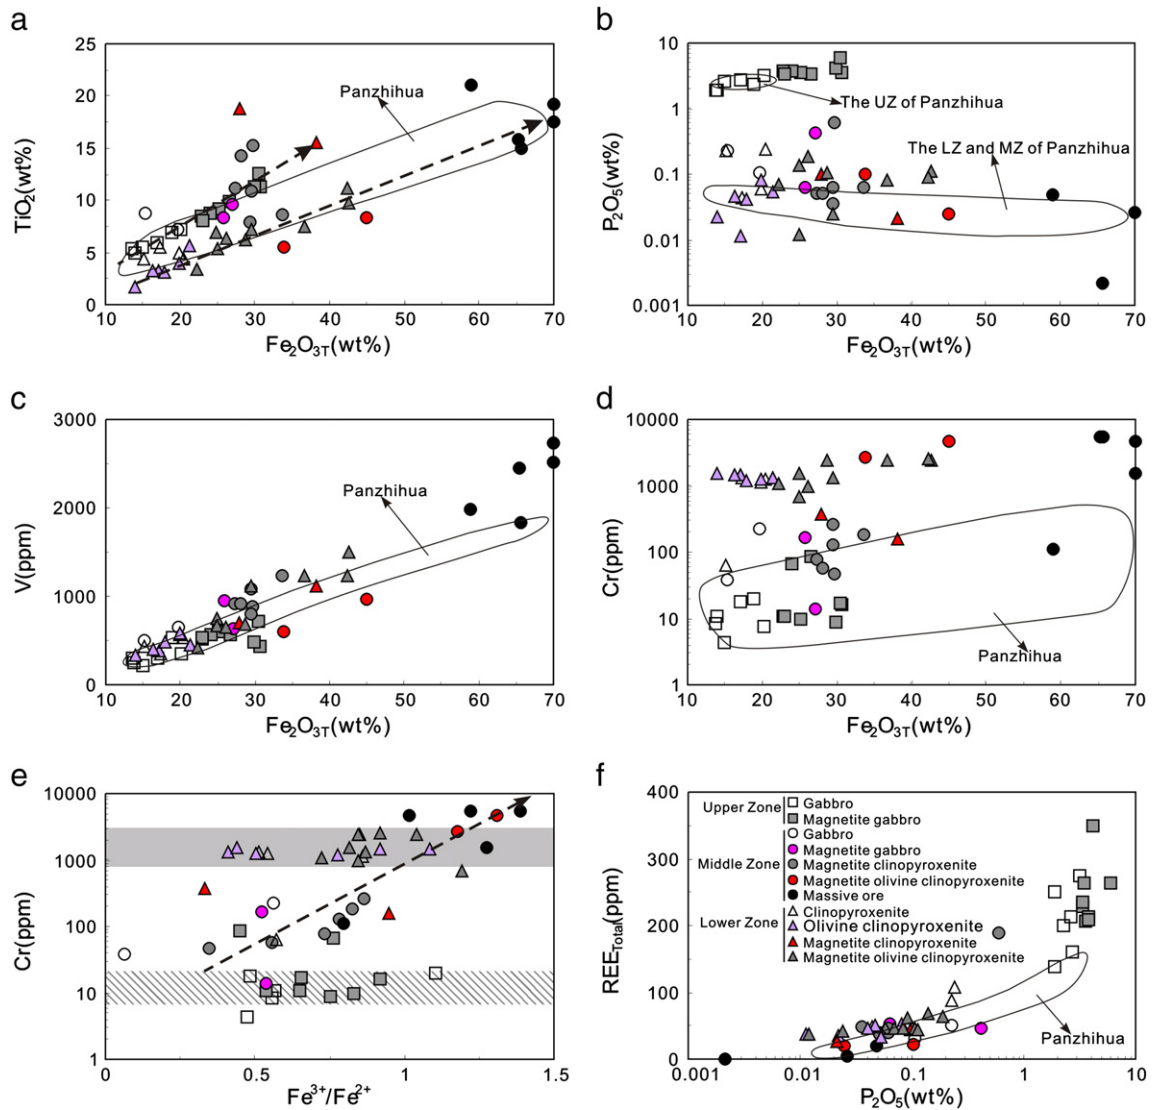 a
25
20
15
10
5
0
TiO2(wt%)
Panzhihua
10 20 30 40 50 60 70
Fe2O3T(wt%)
b
10
1
0.1
0.01
0.001
P2O5(wt%)
The UZ of Panzhihua
The LZ and MZ of Panzhihua
10 20 30 40 50 60 70
Fe2O3T(wt%)
c
3000
2000
1000
0
V(ppm)
Panzhihua
10 20 30 40 50 60 70
Fe2O3T(wt%)
d
10000
1000
100
10
1
Cr(ppm)
Panzhihua
10 20 30 40 50 60 70
Fe2O3T(wt%)
e
10000
1000
100
10
1
Cr(ppm)
0 0.5 1 1.5
Fe3+/Fe2+
f
400
300
200
100
0
REETotal(ppm)
Upper Zone
Gabbro
Magnetite gabbro
Middle Zone
Gabbro
Magnetite gabbro
Magnetite clinopyroxenite
Magnetite olivine clinopyroxenite
Massive ore
Lower Zone
Clinopyroxenite
Olivine clinopyroxenite
Magnetite clinopyroxenite
Magnetite olivine clinopyroxenite
Panzhihua
0.001 0.01 0.1 1 10
P2O5(wt%)